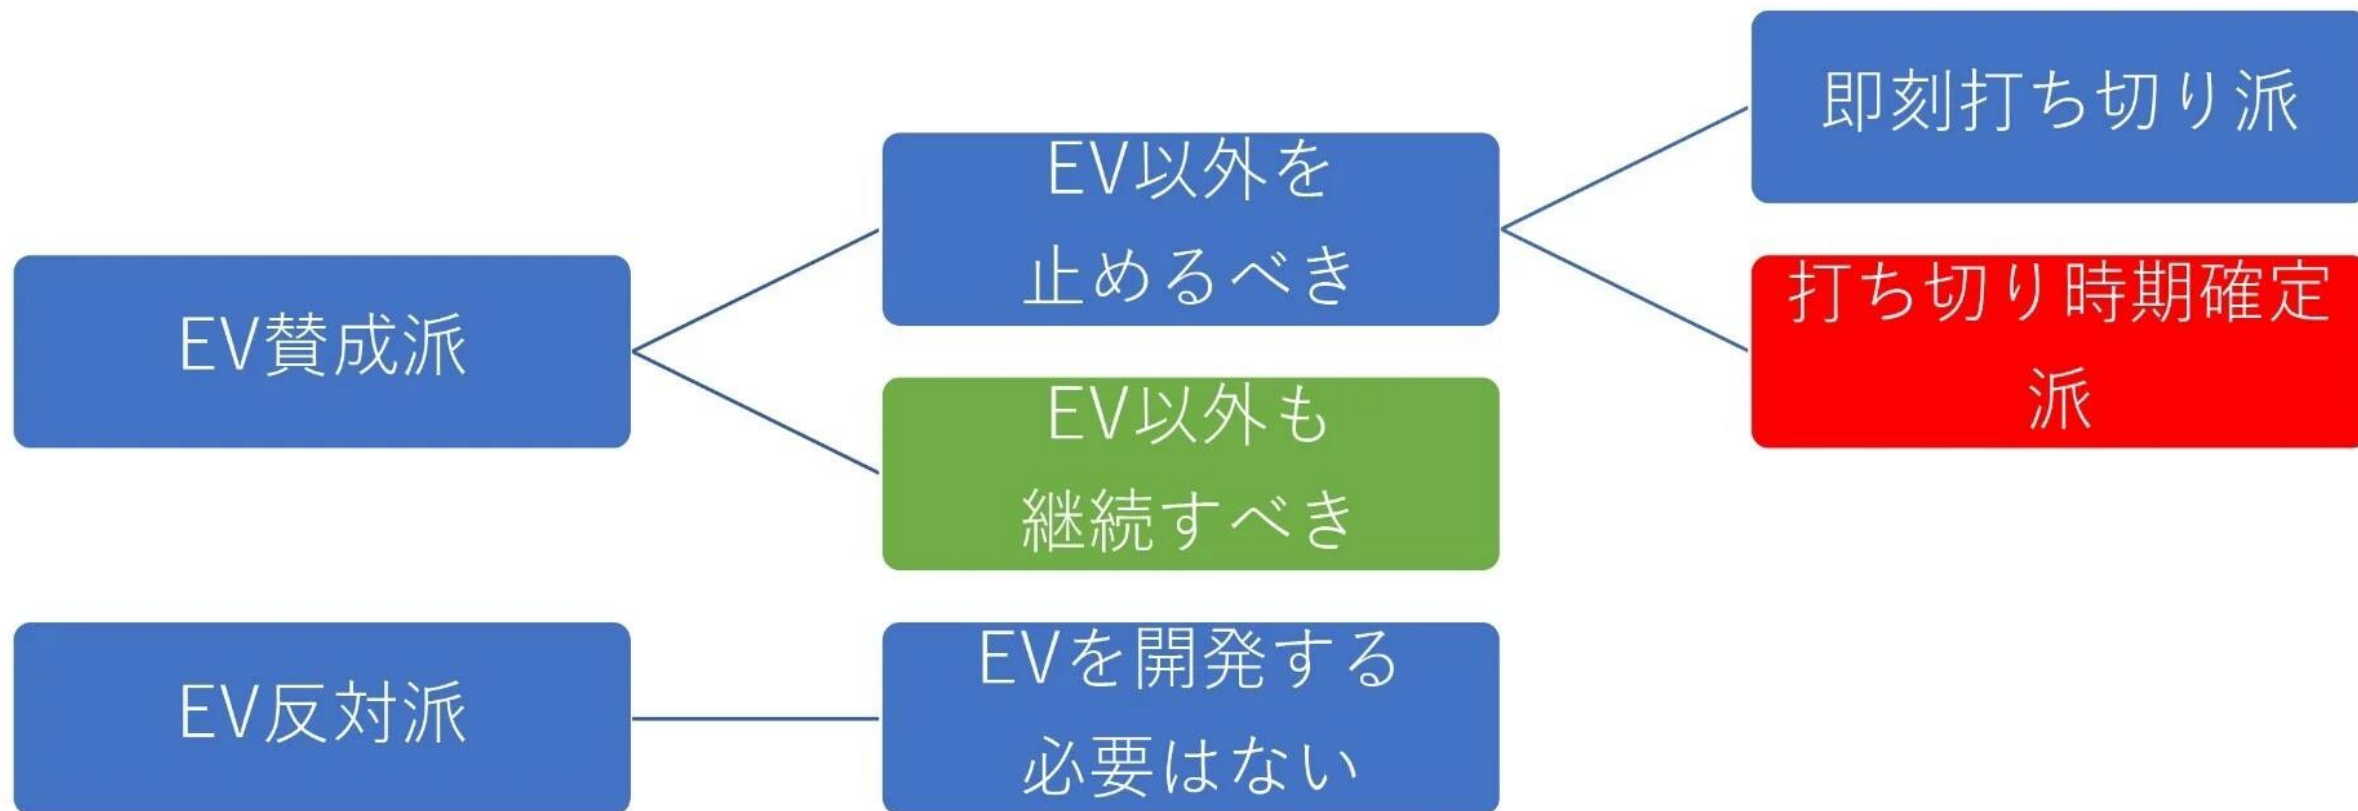 EV賛成派
EV以外を
止めるべき
即刻打ち切り派
打ち切り時期確定
派
EV以外も
継続すべき
EV反対派
EVを開発する
必要はない